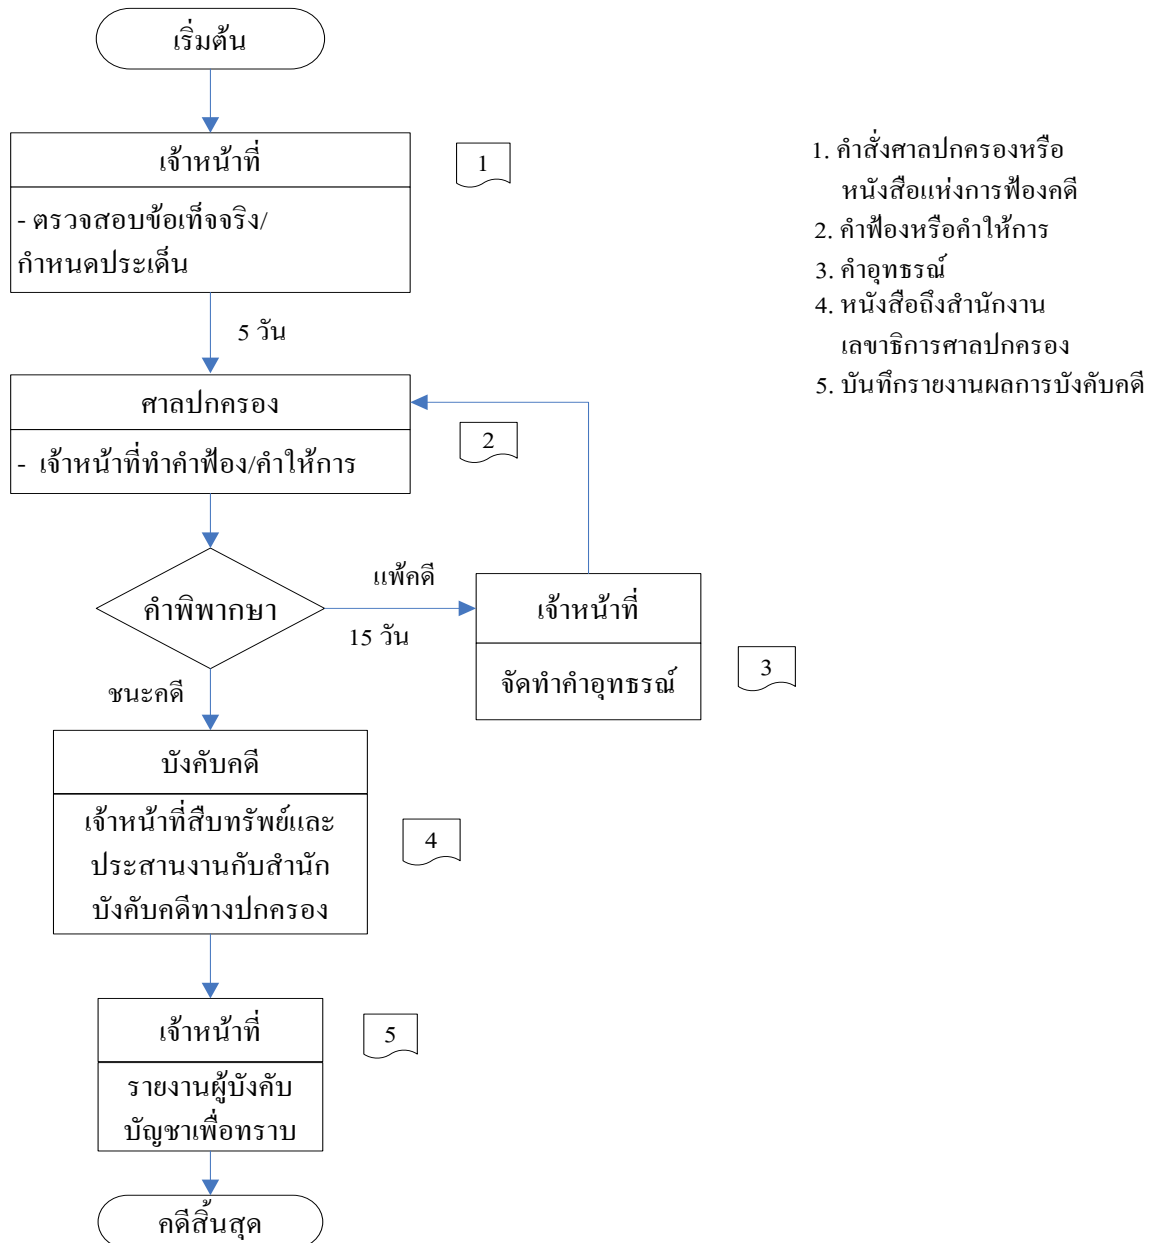 เริ่มต้น
เจ้าหน้าที่
1
- ตรวจสอบข้อเท็จจริง/
กำหนดประเด็น
5 วัน
ศาลปกครอง
2
- เจ้าหน้าที่ทำคำฟ้อง/คำให้การ
คำพิพากษา
แพ้คดี
15 วัน
เจ้าหน้าที่
จัดทำคำอุทธรณ์
3
ชนะคดี
บังคับคดี
เจ้าหน้าที่สืบทรัพย์และ
ประสานงานกับสำนัก
บังคับคดีทางปกครอง
4
เจ้าหน้าที่
5
รายงานผู้บังคับ
บัญชาเพื่อทราบ
คดีสิ้นสุด
1. คำสั่งศาลปกครองหรือ
หนังสือแห่งการฟ้องคดี
2. คำฟ้องหรือคำให้การ
3. คำอุทธรณ์
4. หนังสือถึงสำนักงาน
เลขาธิการศาลปกครอง
5. บันทึกรายงานผลการบังคับคดี